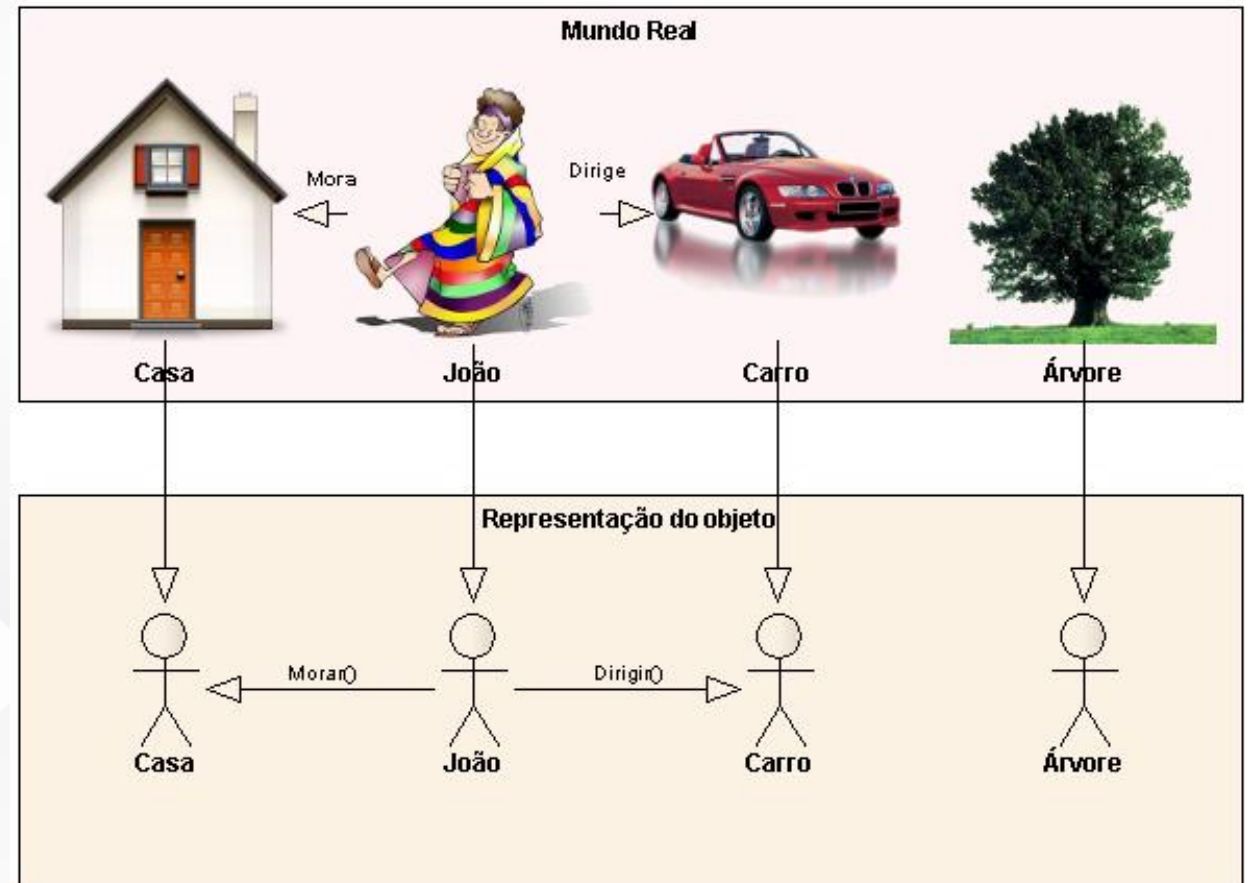 Mundo Real
Mora
Dirige
Casa
João
Carro
Árvore
Representação do objeto
Morar()
Dirigir()
Casa
João
Carro
Árvore